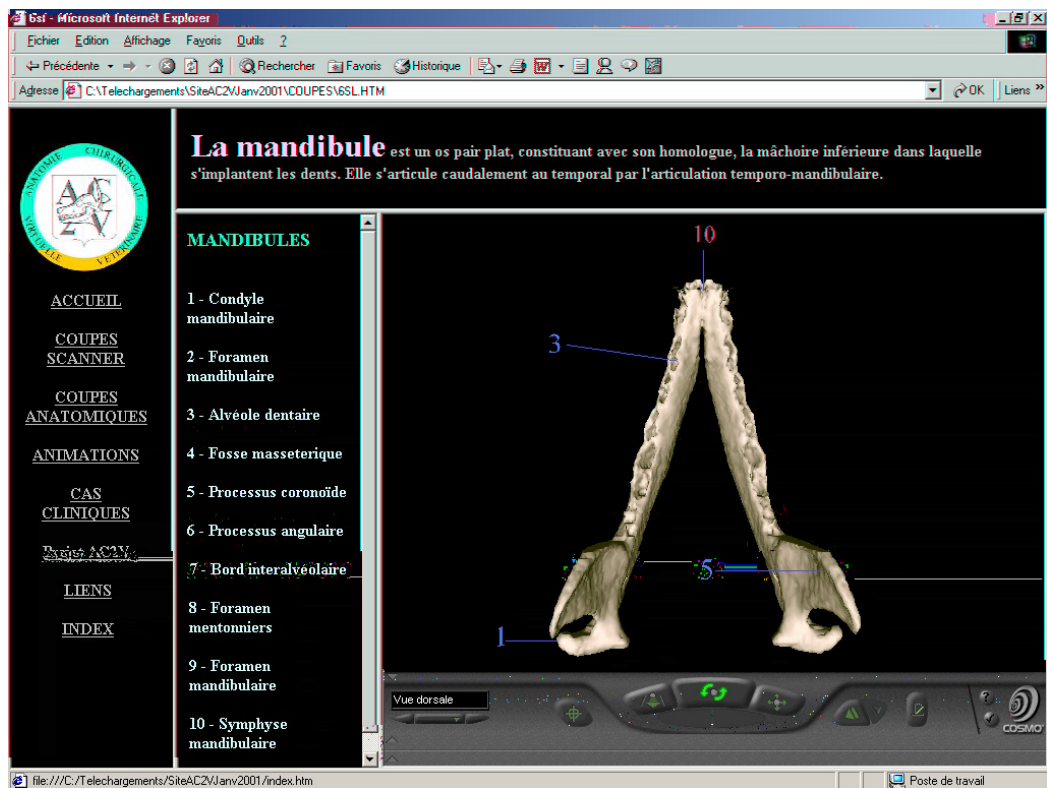 6sl - Microsoft Internet Explorer
Fichier Edition Affichage Favoris Outils ?
Précédente Rechercher Favoris Historique
Adresse C:\Telechargements\SiteAC2VJanv2001\COUPES\6SL.HTM OK Liens »
ANATOMIE CHIRURGICALE
VIRTUELLE VETERINAIRE
A C
2 V
ACCUEIL
COUPES
SCANNER
COUPES
ANATOMIQUES
ANIMATIONS
CAS
CLINIQUES
Projet AC2V
LIENS
INDEX
La mandibule est un os pair plat, constituant avec son homologue, la mâchoire inférieure dans laquelle
s'implantent les dents. Elle s'articule caudalement au temporal par l'articulation temporo-mandibulaire.
MANDIBULES
1 - Condyle
mandibulaire
2 - Foramen
mandibulaire
3 - Alvéole dentaire
4 - Fosse masseterique
5 - Processus coronoïde
6 - Processus angulaire
7 - Bord interalvéolaire
8 - Foramen
mentonniers
9 - Foramen
mandibulaire
10 - Symphyse
mandibulaire
10
3
5
1
Vue dorsale
?
COSMO
file:///C:/Telechargements/SiteAC2VJanv2001/index.htm
Poste de travail